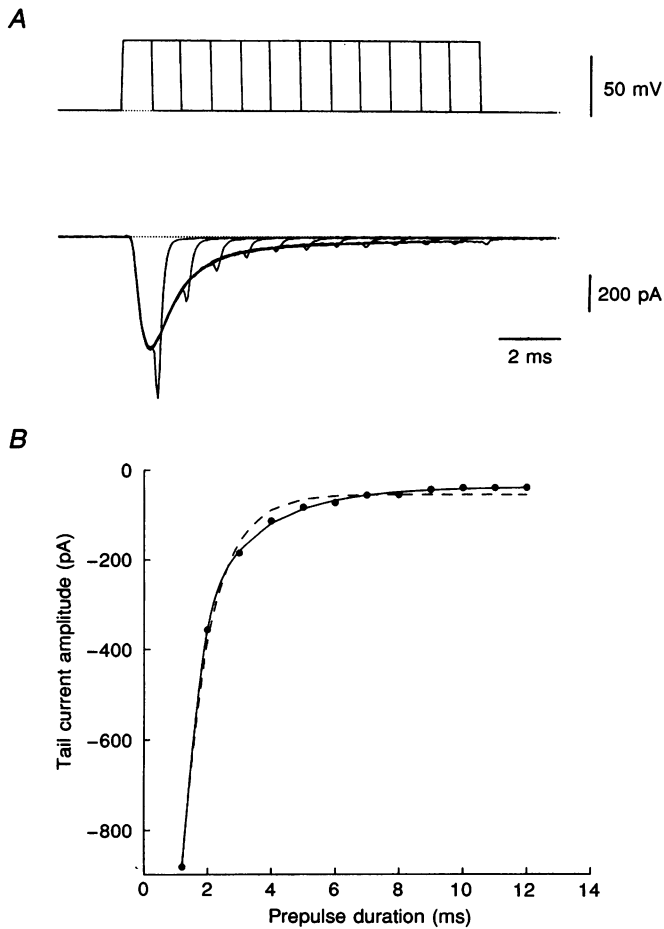 A
50 mV
200 pA
2 ms
B
0
−200
−400
−600
−800
Tail current amplitude (pA)
0 2 4 6 8 10 12 14
Prepulse duration (ms)